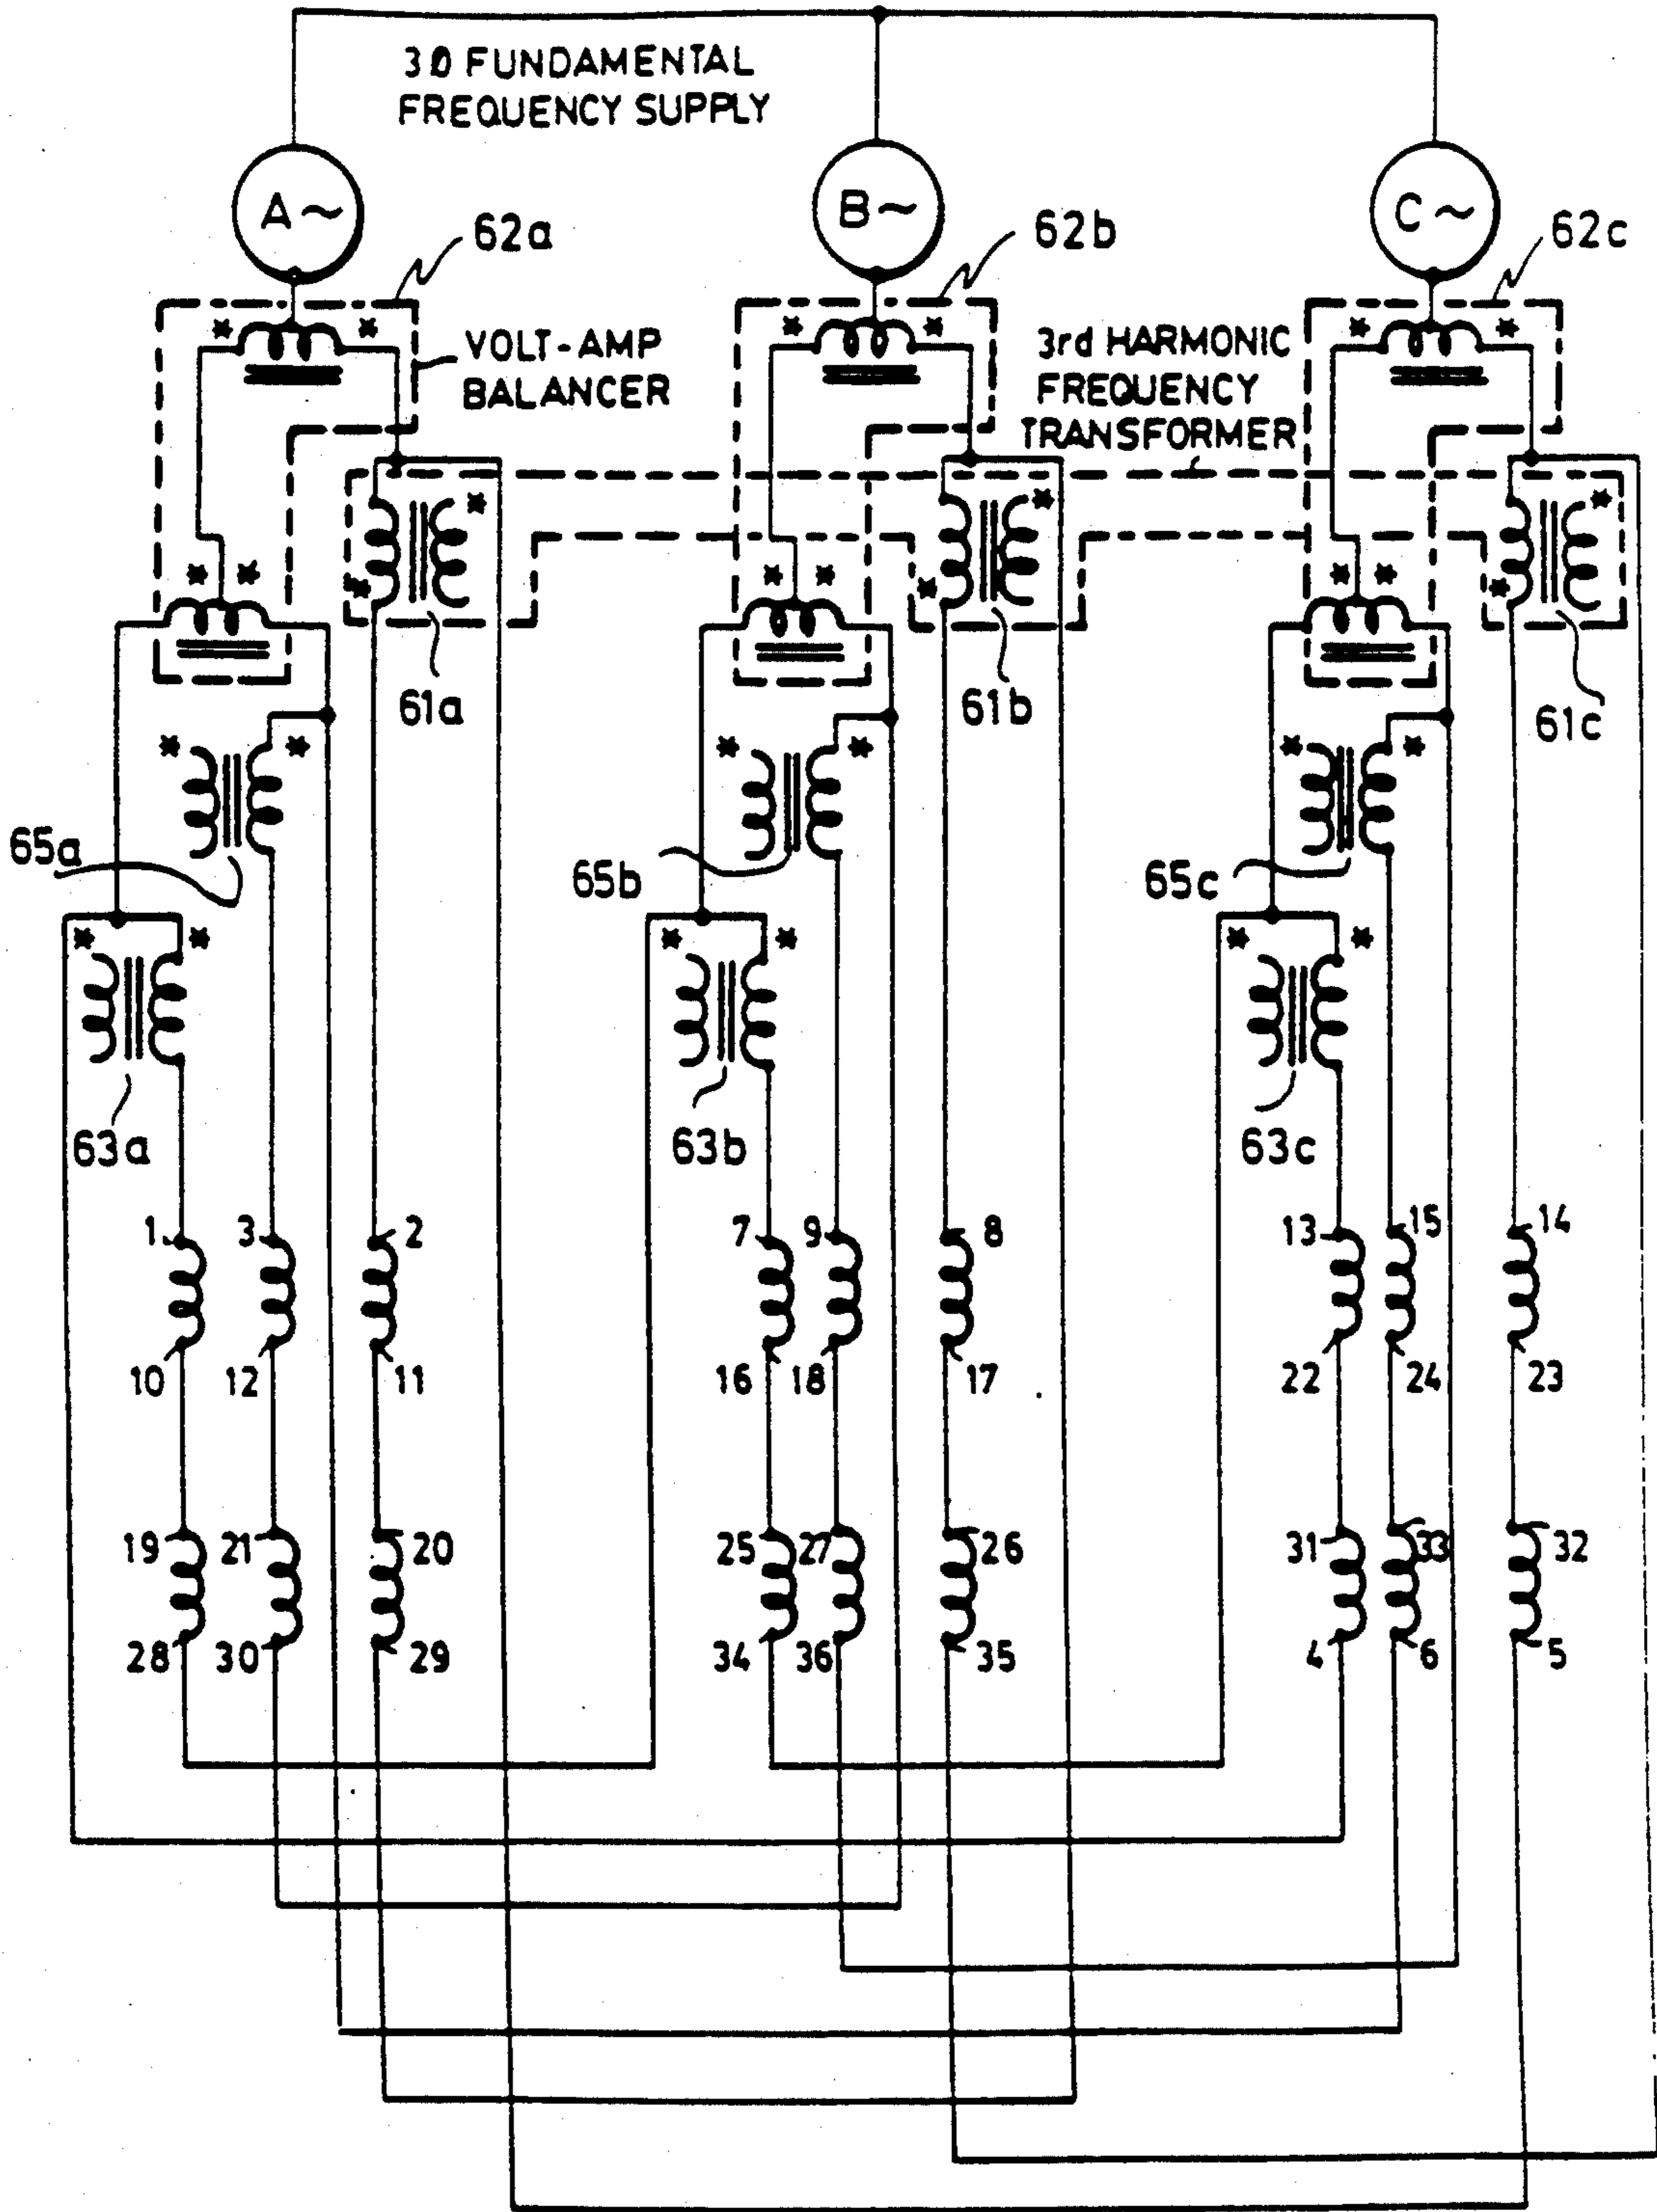 3Ø FUNDAMENTAL
FREQUENCY SUPPLY
A~
B~
C~
62a
62b
62c
VOLT-AMP
BALANCER
3rd HARMONIC
FREQUENCY
TRANSFORMER
61a
61b
61c
65a
65b
65c
63a
63b
63c
1 3 2 7 9 8 13 15 14
10 12 11 16 18 17 22 24 23
19 21 20 25 27 26 31 33 32
28 30 29 34 36 35 4 6 5